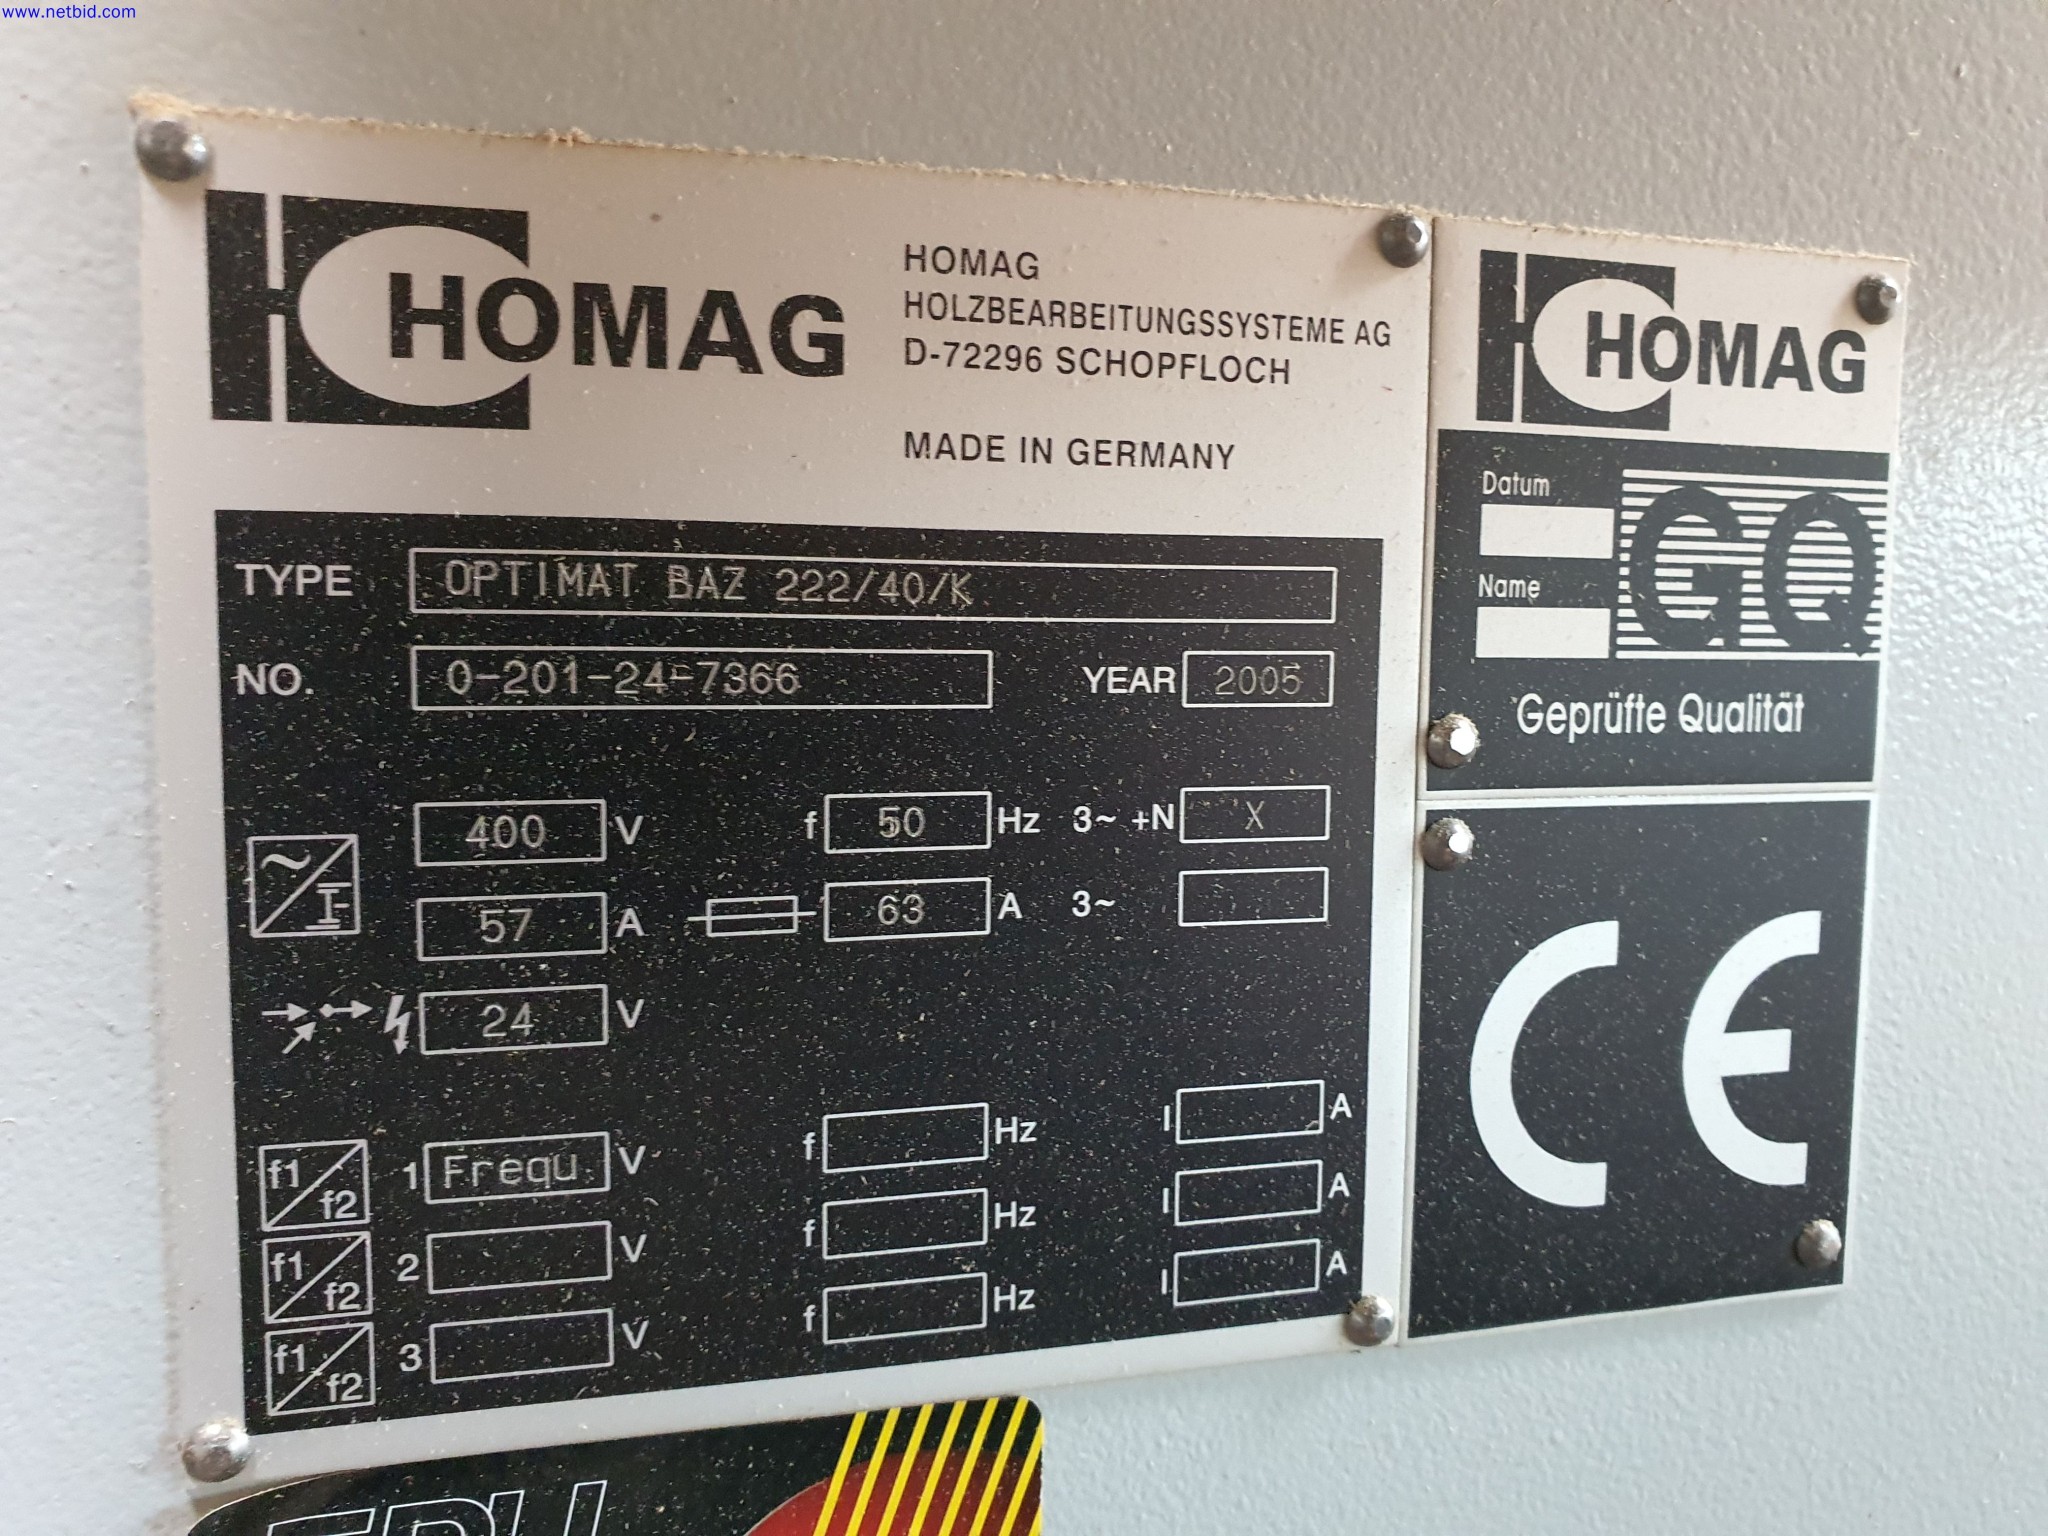 www.netbid.com
HOMAG
HOMAG
HOLZBEARBEITUNGSSYSTEME AG
D-72296 SCHOPFLOCH
MADE IN GERMANY
TYPE OPTIMAT BAZ 222/40/K
NO. 0-201-24-7366 YEAR 2005
400 V f 50 Hz 3~ +N X
57 A 63 A 3~
24 V
f1/f2 1 Frequ. V f Hz I A
f1/f2 2 V f Hz I A
f1/f2 3 V f Hz I A
HOMAG
Datum
Name
GQ
Geprüfte Qualität
CE